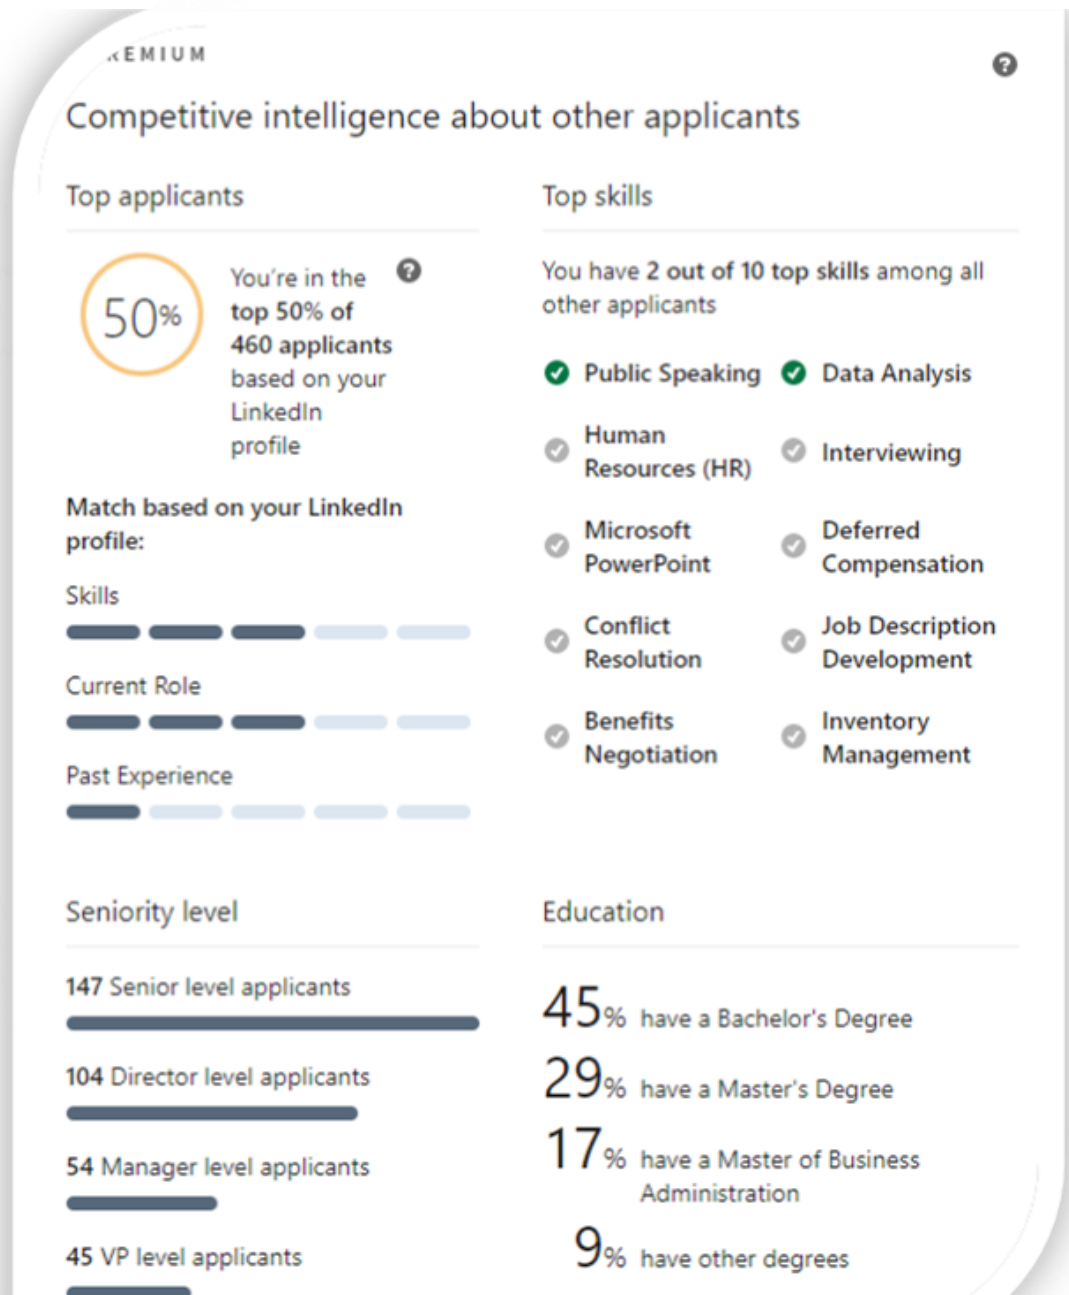 REMIUM
Competitive intelligence about other applicants
Top applicants
50%
You're in the
top 50% of
460 applicants
based on your
LinkedIn
profile
Match based on your LinkedIn
profile:
Skills
Current Role
Past Experience
Top skills
You have 2 out of 10 top skills among all
other applicants
Public Speaking
Data Analysis
Human
Resources (HR)
Interviewing
Microsoft
PowerPoint
Deferred
Compensation
Conflict
Resolution
Job Description
Development
Benefits
Negotiation
Inventory
Management
Seniority level
147 Senior level applicants
104 Director level applicants
54 Manager level applicants
45 VP level applicants
Education
45% have a Bachelor's Degree
29% have a Master's Degree
17% have a Master of Business
Administration
9% have other degrees